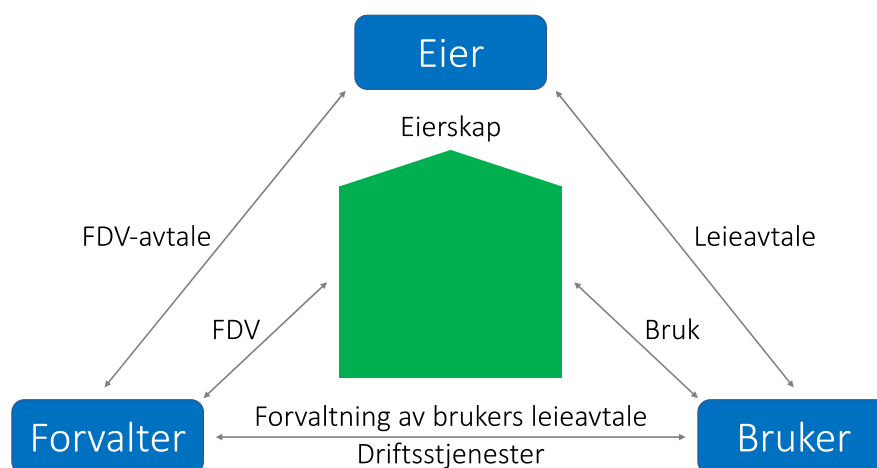 Eier
Eierskap
FDV-avtale
Leieavtale
FDV
Bruk
Forvaltning av brukers leieavtale
Forvalter
Bruker
Driftsstjenester